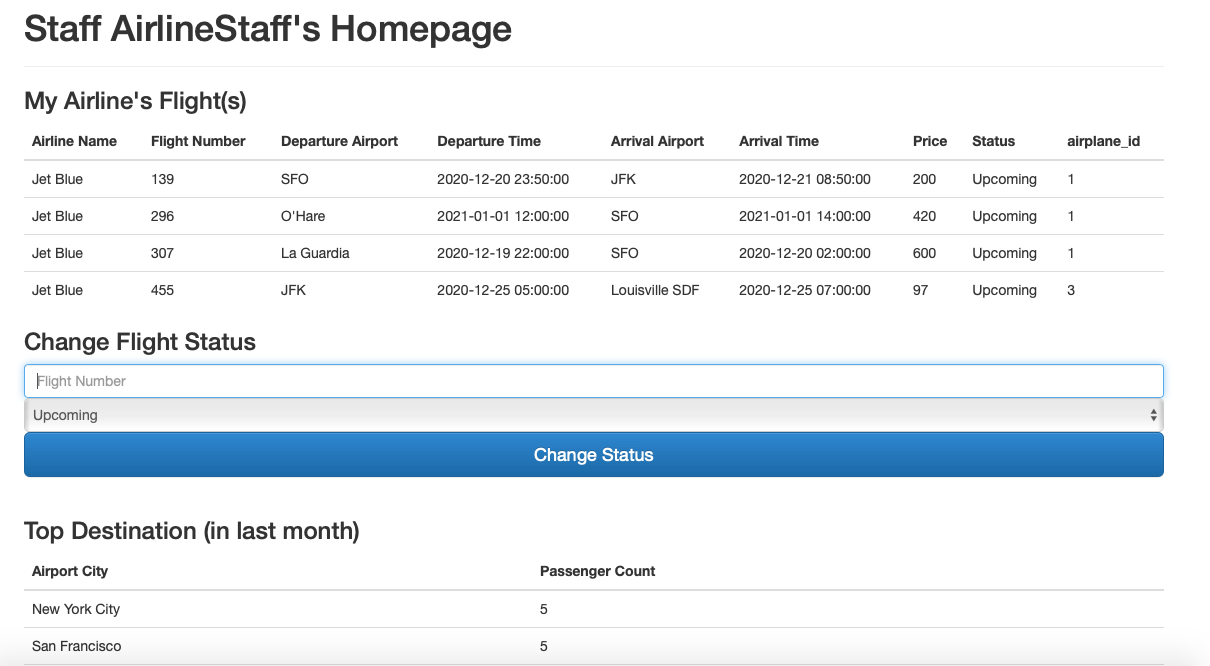 Staff AirlineStaff's Homepage
My Airline's Flight(s)
Airline Name Flight Number Departure Airport Departure Time Arrival Airport Arrival Time Price Status airplane_id
Jet Blue 139 SFO 2020-12-20 23:50:00 JFK 2020-12-21 08:50:00 200 Upcoming 1
Jet Blue 296 O'Hare 2021-01-01 12:00:00 SFO 2021-01-01 14:00:00 420 Upcoming 1
Jet Blue 307 La Guardia 2020-12-19 22:00:00 SFO 2020-12-20 02:00:00 600 Upcoming 1
Jet Blue 455 JFK 2020-12-25 05:00:00 Louisville SDF 2020-12-25 07:00:00 97 Upcoming 3
Change Flight Status
Flight Number
Upcoming
Change Status
Top Destination (in last month)
Airport City Passenger Count
New York City 5
San Francisco 5